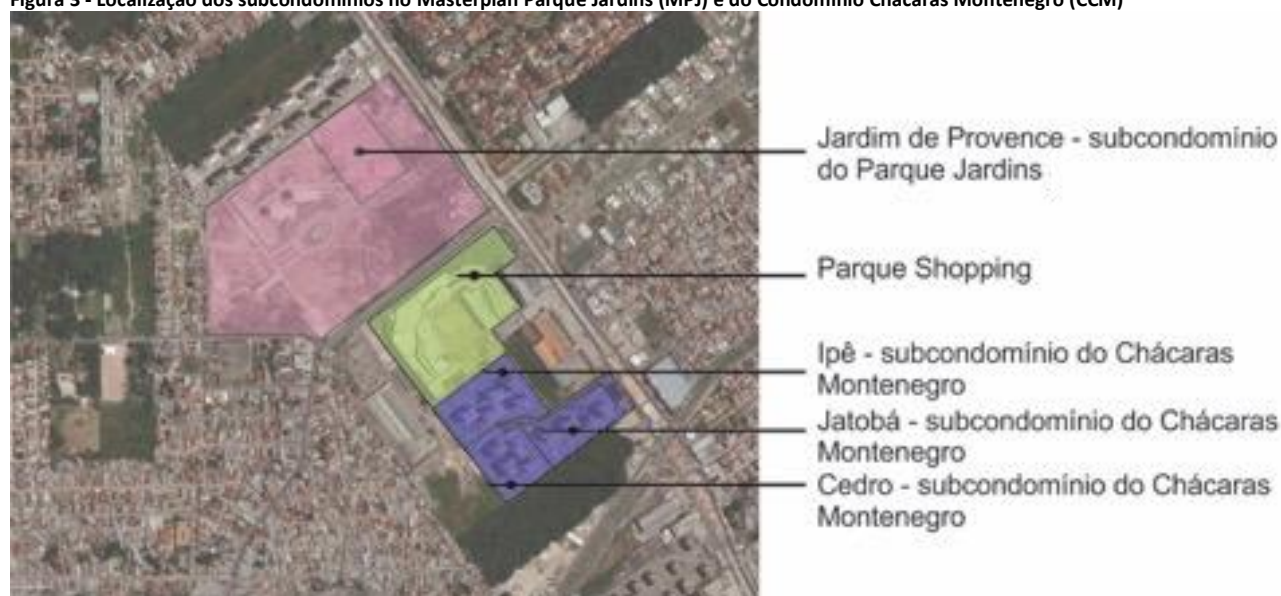 Figura 3 - Localização dos subcondomínios no Masterplan Parque Jardins (MPJ) e do Condomínio Chácaras Montenegro (CCM)
Jardim de Provence - subcondomínio
do Parque Jardins
Parque Shopping
Ipê - subcondomínio do Chácaras
Montenegro
Jatobá - subcondomínio do Chácaras
Montenegro
Cedro - subcondomínio do Chácaras
Montenegro